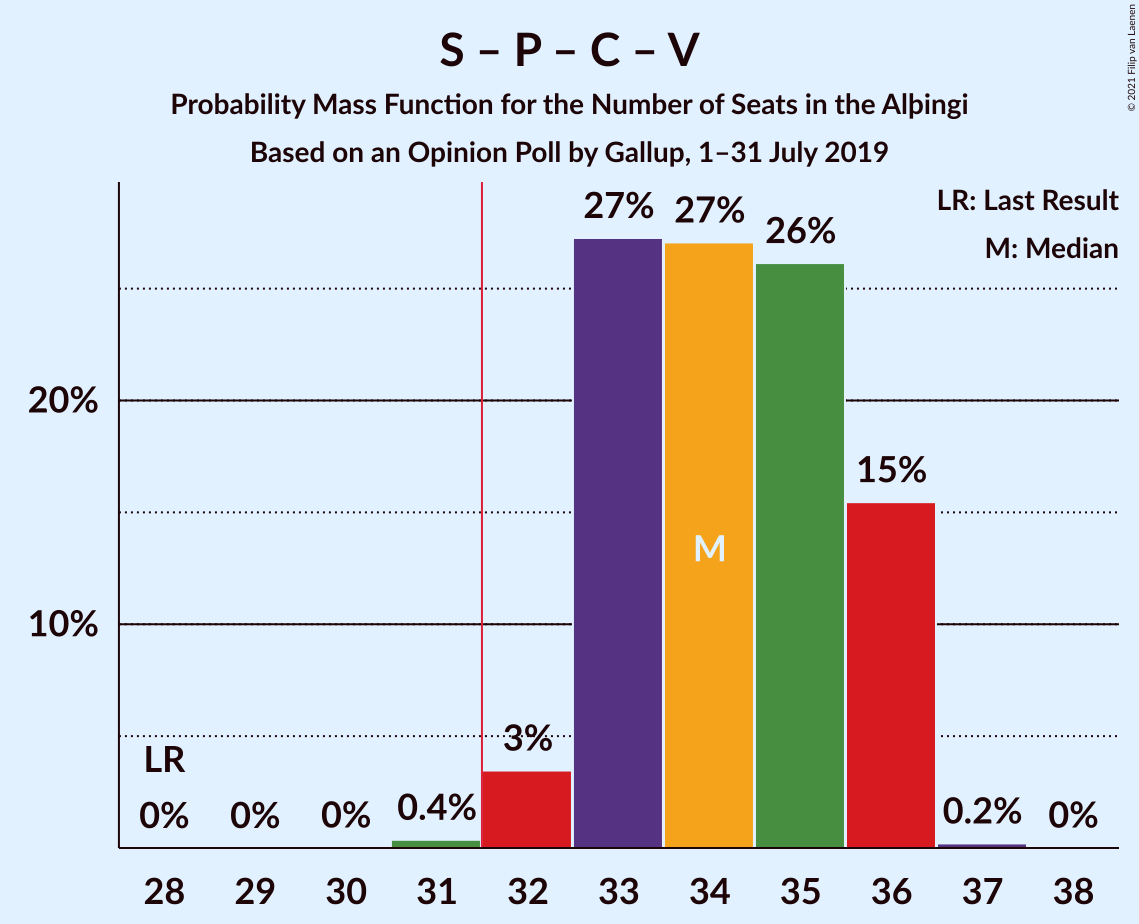 S – P – C – V
Probability Mass Function for the Number of Seats in the Alþingi
Based on an Opinion Poll by Gallup, 1–31 July 2019
© 2021 Filip van Laenen
LR: Last Result
M: Median
27%
27%
26%
20%
15%
M
10%
3%
LR
0%
0%
0%
0.4%
0.2%
0%
28 29 30 31 32 33 34 35 36 37 38